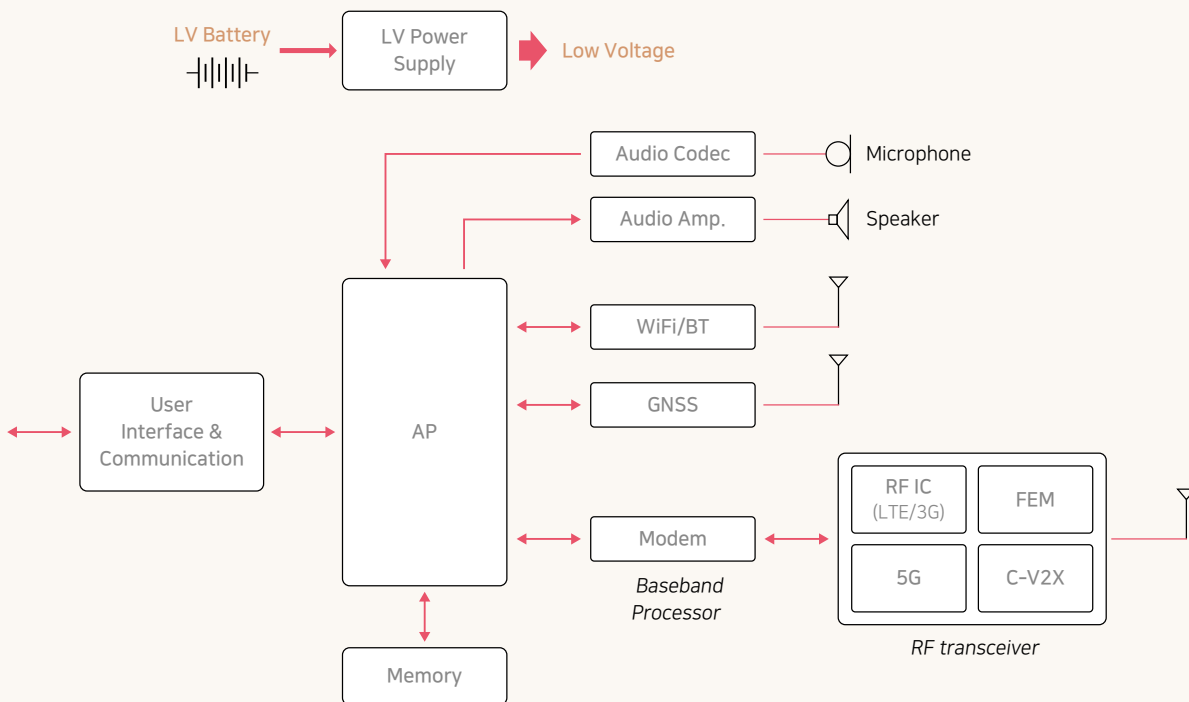 LV Battery
LV Power
Supply
Low Voltage
Audio Codec
Microphone
Audio Amp.
Speaker
WiFi/BT
GNSS
User
Interface &
Communication
AP
RF IC
(LTE/3G)
FEM
Modem
5G
C-V2X
Baseband
Processor
RF transceiver
Memory